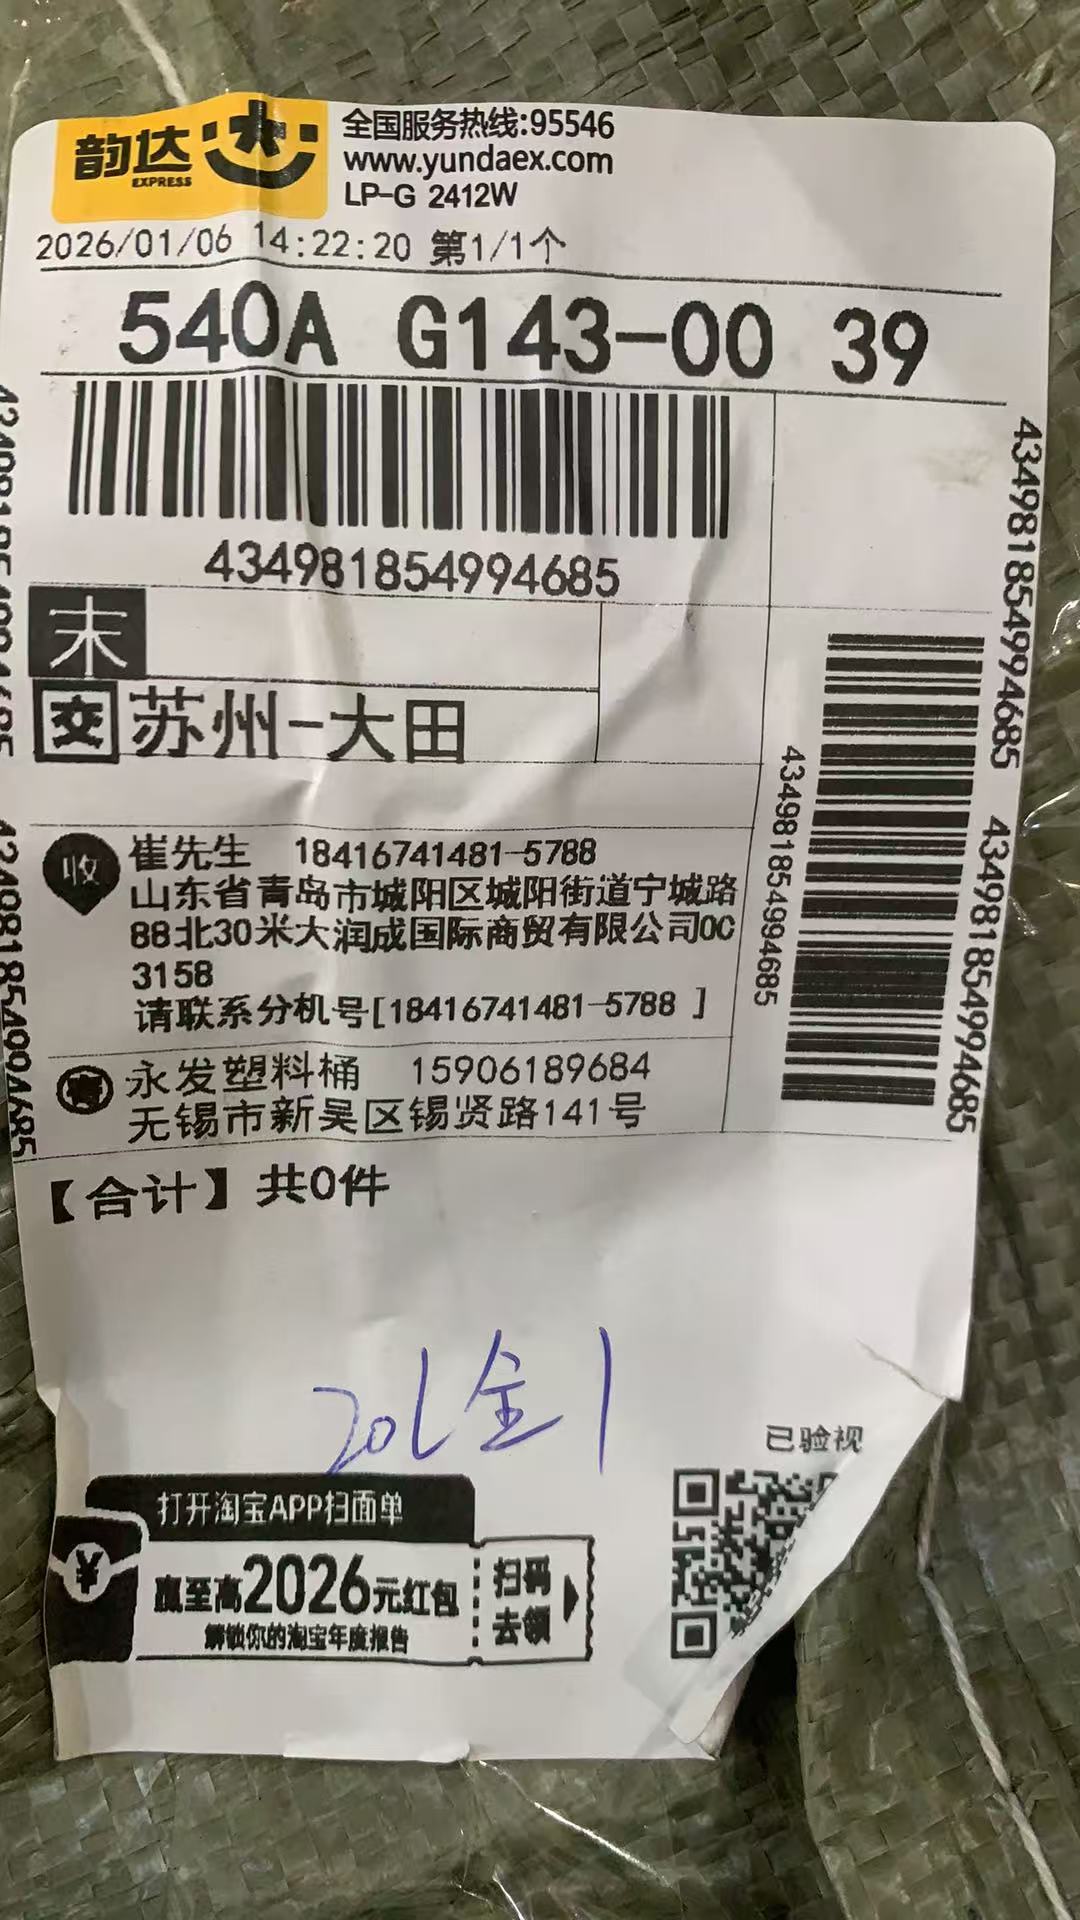 韵达
EXPRESS
全国服务热线:95546
www.yundaex.com
LP-G 2412W
2026/01/06 14:22:20 第1/1个
540A G143-00 39
434981854994685
末
交 苏州-大田
434981854994685
434981854994685 434981854994685
收 崔先生 18416741481-5788
山东省青岛市城阳区城阳街道宁城路
88北30米大润成国际商贸有限公司0C
3158
请联系分机号[18416741481-5788 ]
寄 永发塑料桶 15906189684
无锡市新吴区锡贤路141号
【合计】共0件
20L全1
已验视
打开淘宝APP扫面单
¥
赢至高2026元红包
解锁你的淘宝年度报告
扫码
去领